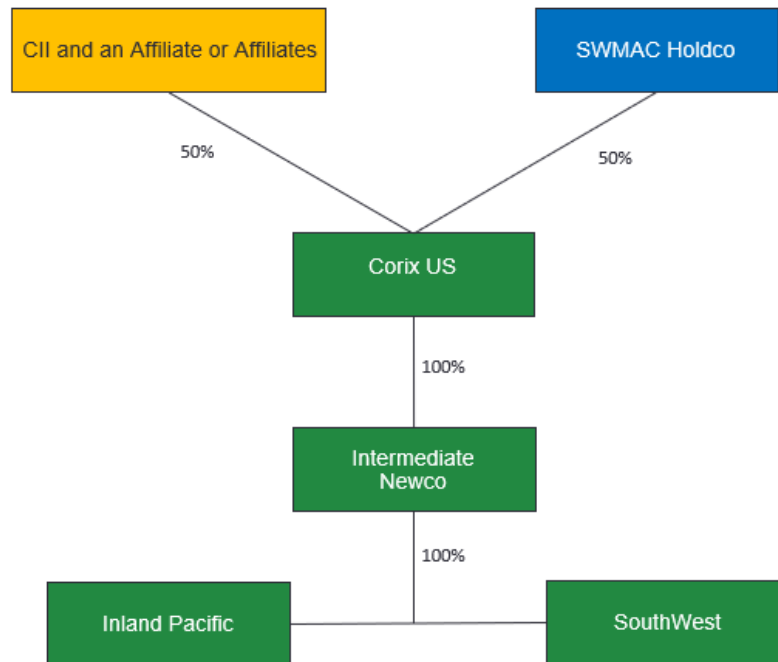 CII and an Affiliate or Affiliates
SWMAC Holdco
50%
50%
Corix US
100%
Intermediate
Newco
100%
Inland Pacific
SouthWest